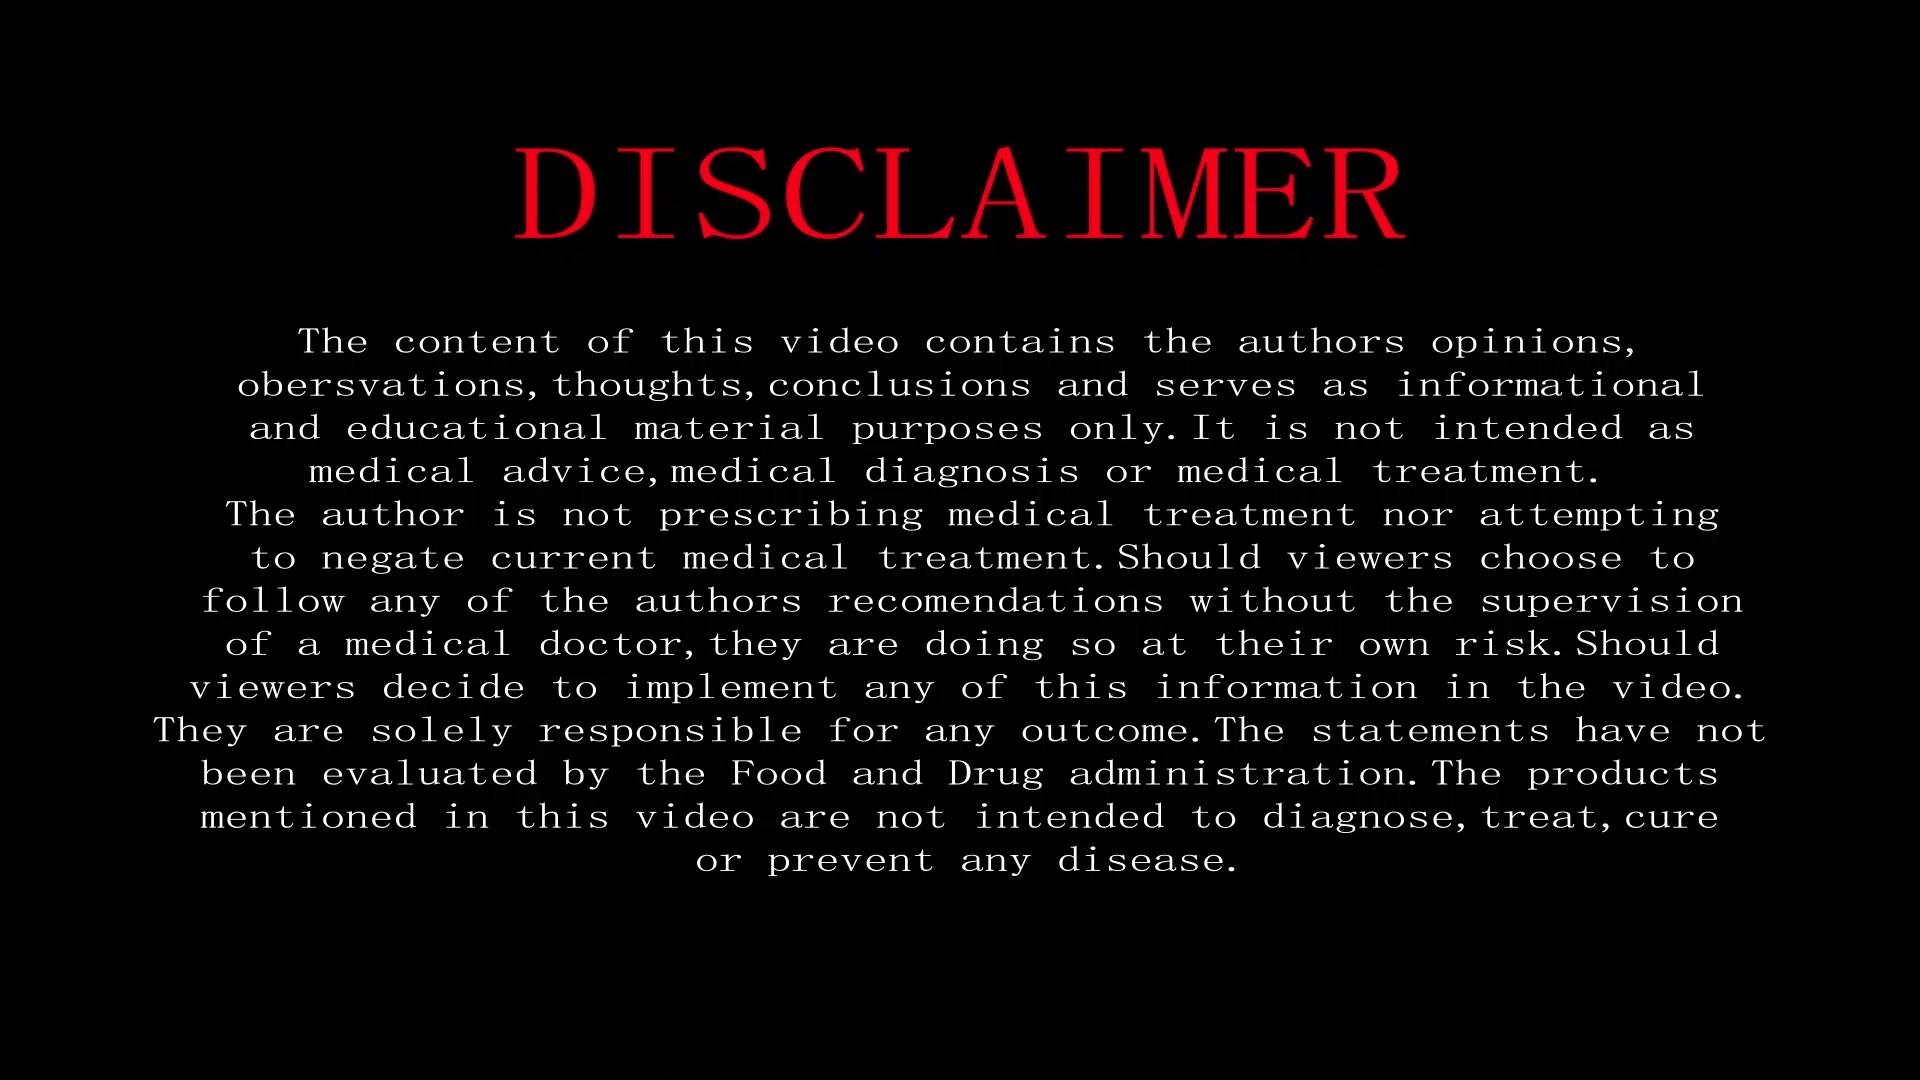 DISCLAIMER
The content of this video contains the authors opinions,
obersvations,thoughts,conclusions and serves as informational
and educational material purposes only.It is not intended as
medical advice,medical diagnosis or medical treatment.
The author is not prescribing medical treatment nor attempting
to negate current medical treatment.Should viewers choose to
follow any of the authors recomendations without the supervision
of a medical doctor,they are doing so at their own risk.Should
viewers decide to implement any of this information in the video.
They are solely responsible for any outcome.The statements have not
been evaluated by the Food and Drug administration.The products
mentioned in this video are not intended to diagnose,treat,cure
or prevent any disease.